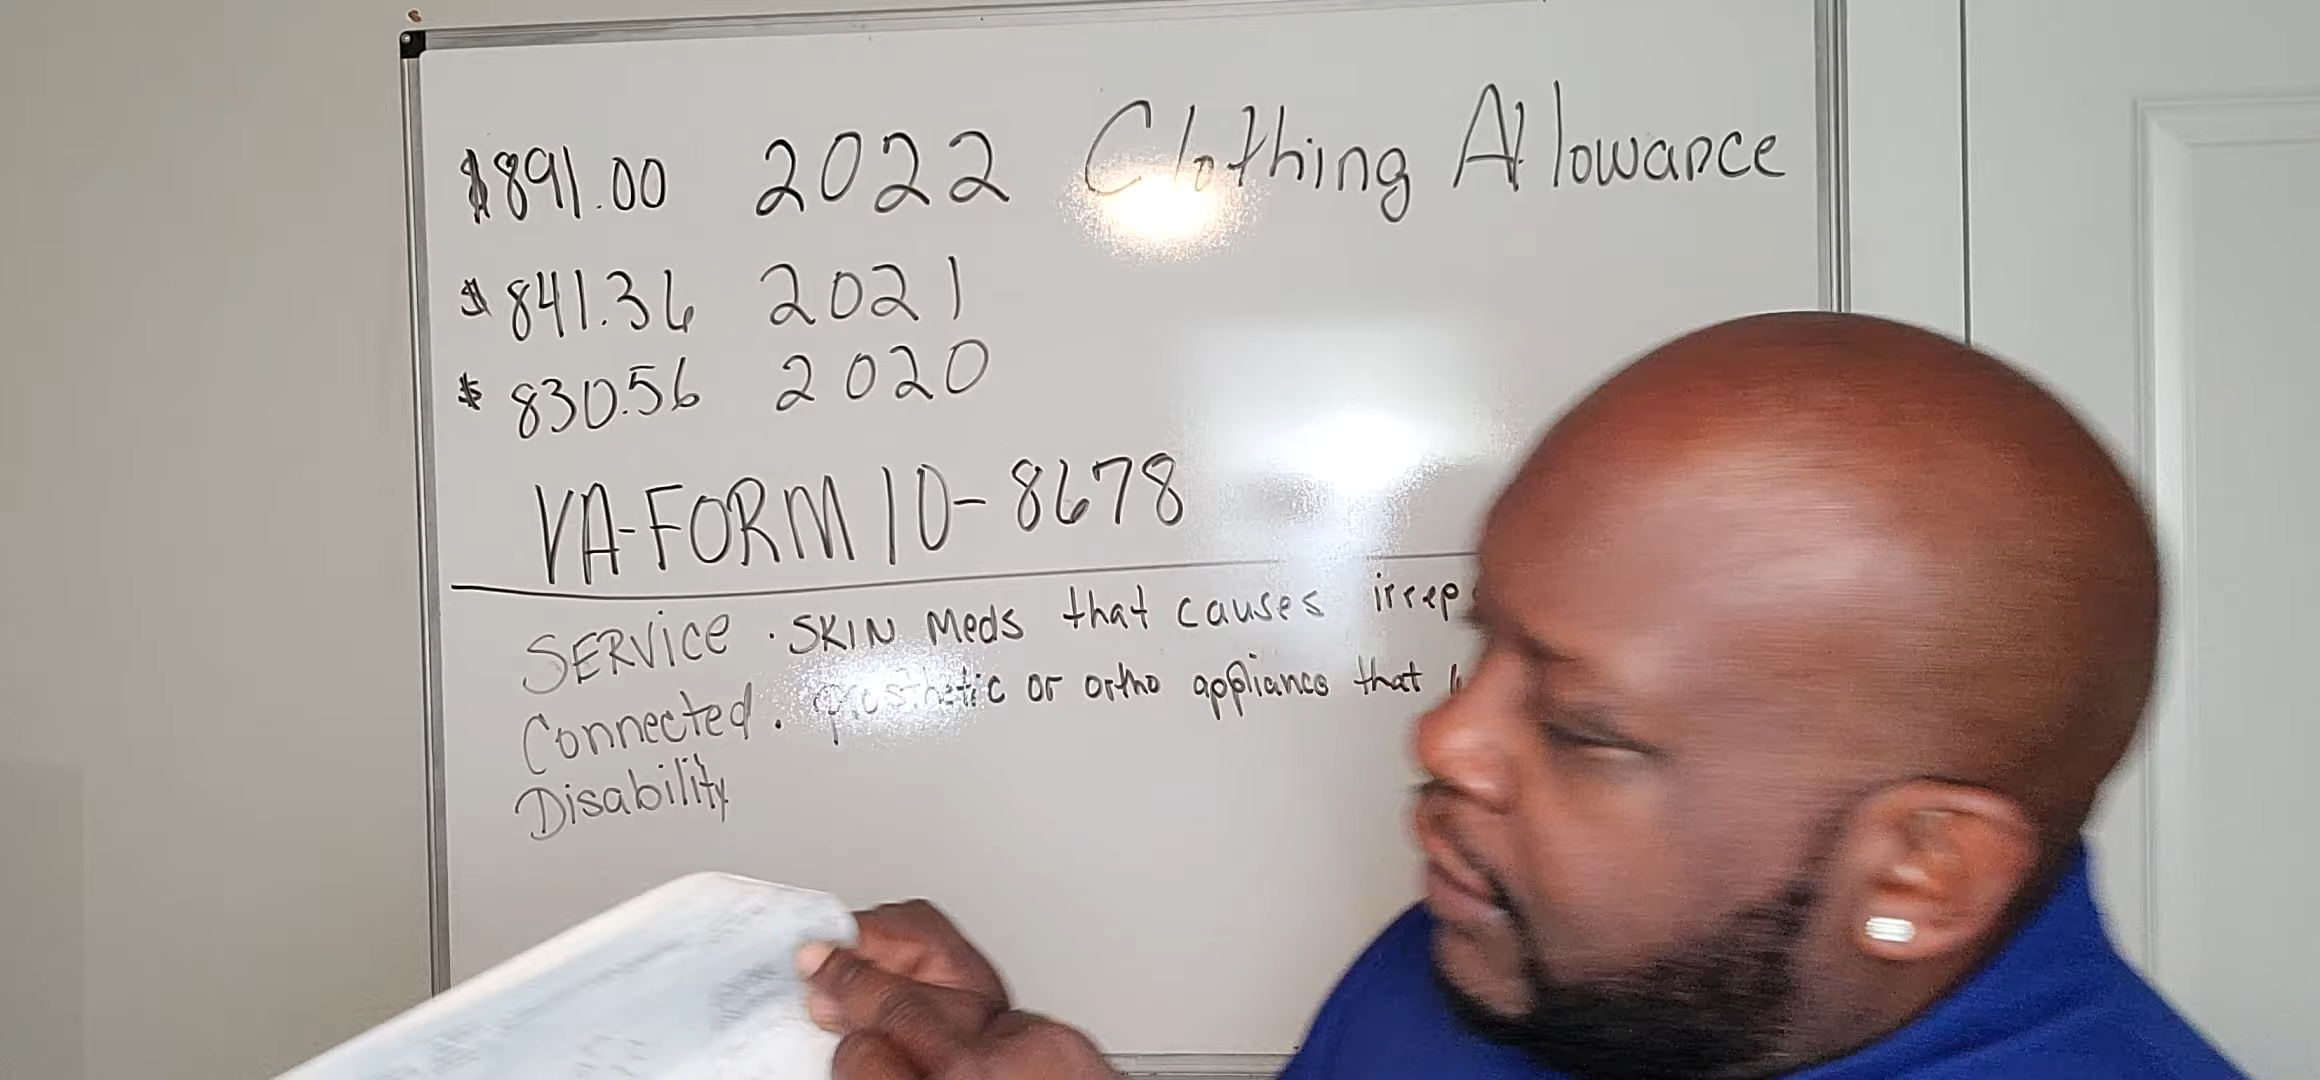 $891.00 2022 Clothing Allowance
$841.36 2021
$830.56 2020
VA-FORM 10-8678
SERVICE · SKIN Meds that causes irrep
Connected · prosthetic or ortho appliance that
Disability